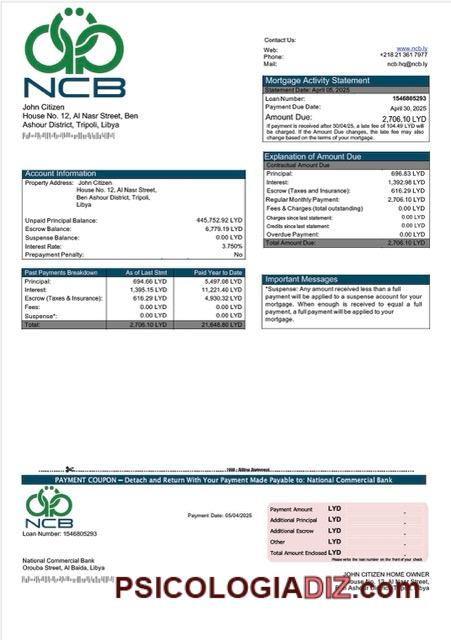 NCB
John Citizen
House No. 12, Al Nasr Street, Ben
Ashour District, Tripoli, Libya
Contact Us:
Web: www.ncb.ly
Phone: +218 21 361 7977
Mail: ncb.hq@ncb.ly
Mortgage Activity Statement
Statement Date: April 05, 2025
Loan Number: 1546805293
Payment Due Date: April 30, 2025
Amount Due: 2,706.10 LYD
If payment is received after 30/04/25, a late fee of 104.49 LYD will
be charged. If the Amount Due changes, the late fee may also
change based on the terms of your mortgage.
Explanation of Amount Due
Contractual Amount Due
Principal: 696.83 LYD
Interest: 1,392.98 LYD
Escrow (Taxes and Insurance): 616.29 LYD
Regular Monthly Payment: 2,706.10 LYD
Fees & Charges (total outstanding) 0.00 LYD
Charges since last statement: 0.00 LYD
Credits since last statement: 0.00 LYD
Overdue Payment: 0.00 LYD
Total Amount Due: 2,706.10 LYD
Account Information
Property Address: John Citizen
House No. 12, Al Nasr Street,
Ben Ashour District, Tripoli,
Libya
Unpaid Principal Balance: 445,752.92 LYD
Escrow Balance: 6,779.19 LYD
Suspense Balance: 0.00 LYD
Interest Rate: 3.750%
Prepayment Penalty: No
Past Payments Breakdown As of Last Stmt Paid Year to Date
Principal: 694.66 LYD 5,497.08 LYD
Interest: 1,395.15 LYD 11,221.40 LYD
Escrow (Taxes & Insurance): 616.29 LYD 4,930.32 LYD
Fees: 0.00 LYD 0.00 LYD
Suspense*: 0.00 LYD 0.00 LYD
Total: 2,706.10 LYD 21,648.80 LYD
Important Messages
*Suspense: Any amount received less than a full
payment will be applied to a suspense account for your
mortgage. When enough is received to equal a full
payment, a full payment will be applied to your
mortgage.
Billing Statement
PAYMENT COUPON – Detach and Return With Your Payment Made Payable to: National Commercial Bank
NCB
Loan Number: 1546805293
Payment Date: 05/04/2025
Payment Amount LYD .
Additional Principal LYD .
Additional Escrow LYD .
Other LYD .
Total Amount Enclosed LYD .
Please write the loan number on the front of your check
National Commercial Bank
Orouba Street, Al Baida, Libya
JOHN CITIZEN HOME OWNER
House No. 12, Al Nasr Street,
Ben Ashour District, Tripoli, Libya
PSICOLOGIADIZ.com